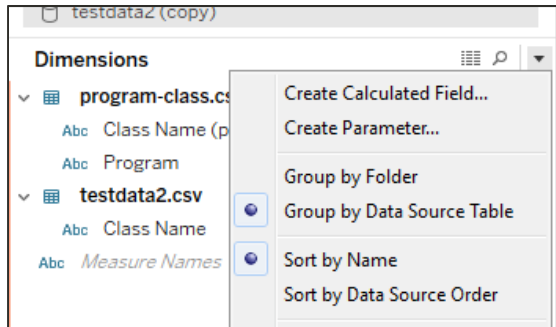 testdata2 (copy)
Dimensions
program-class.cs
Abc Class Name (p
Abc Program
testdata2.csv
Abc Class Name
Abc Measure Names
Create Calculated Field...
Create Parameter...
Group by Folder
Group by Data Source Table
Sort by Name
Sort by Data Source Order